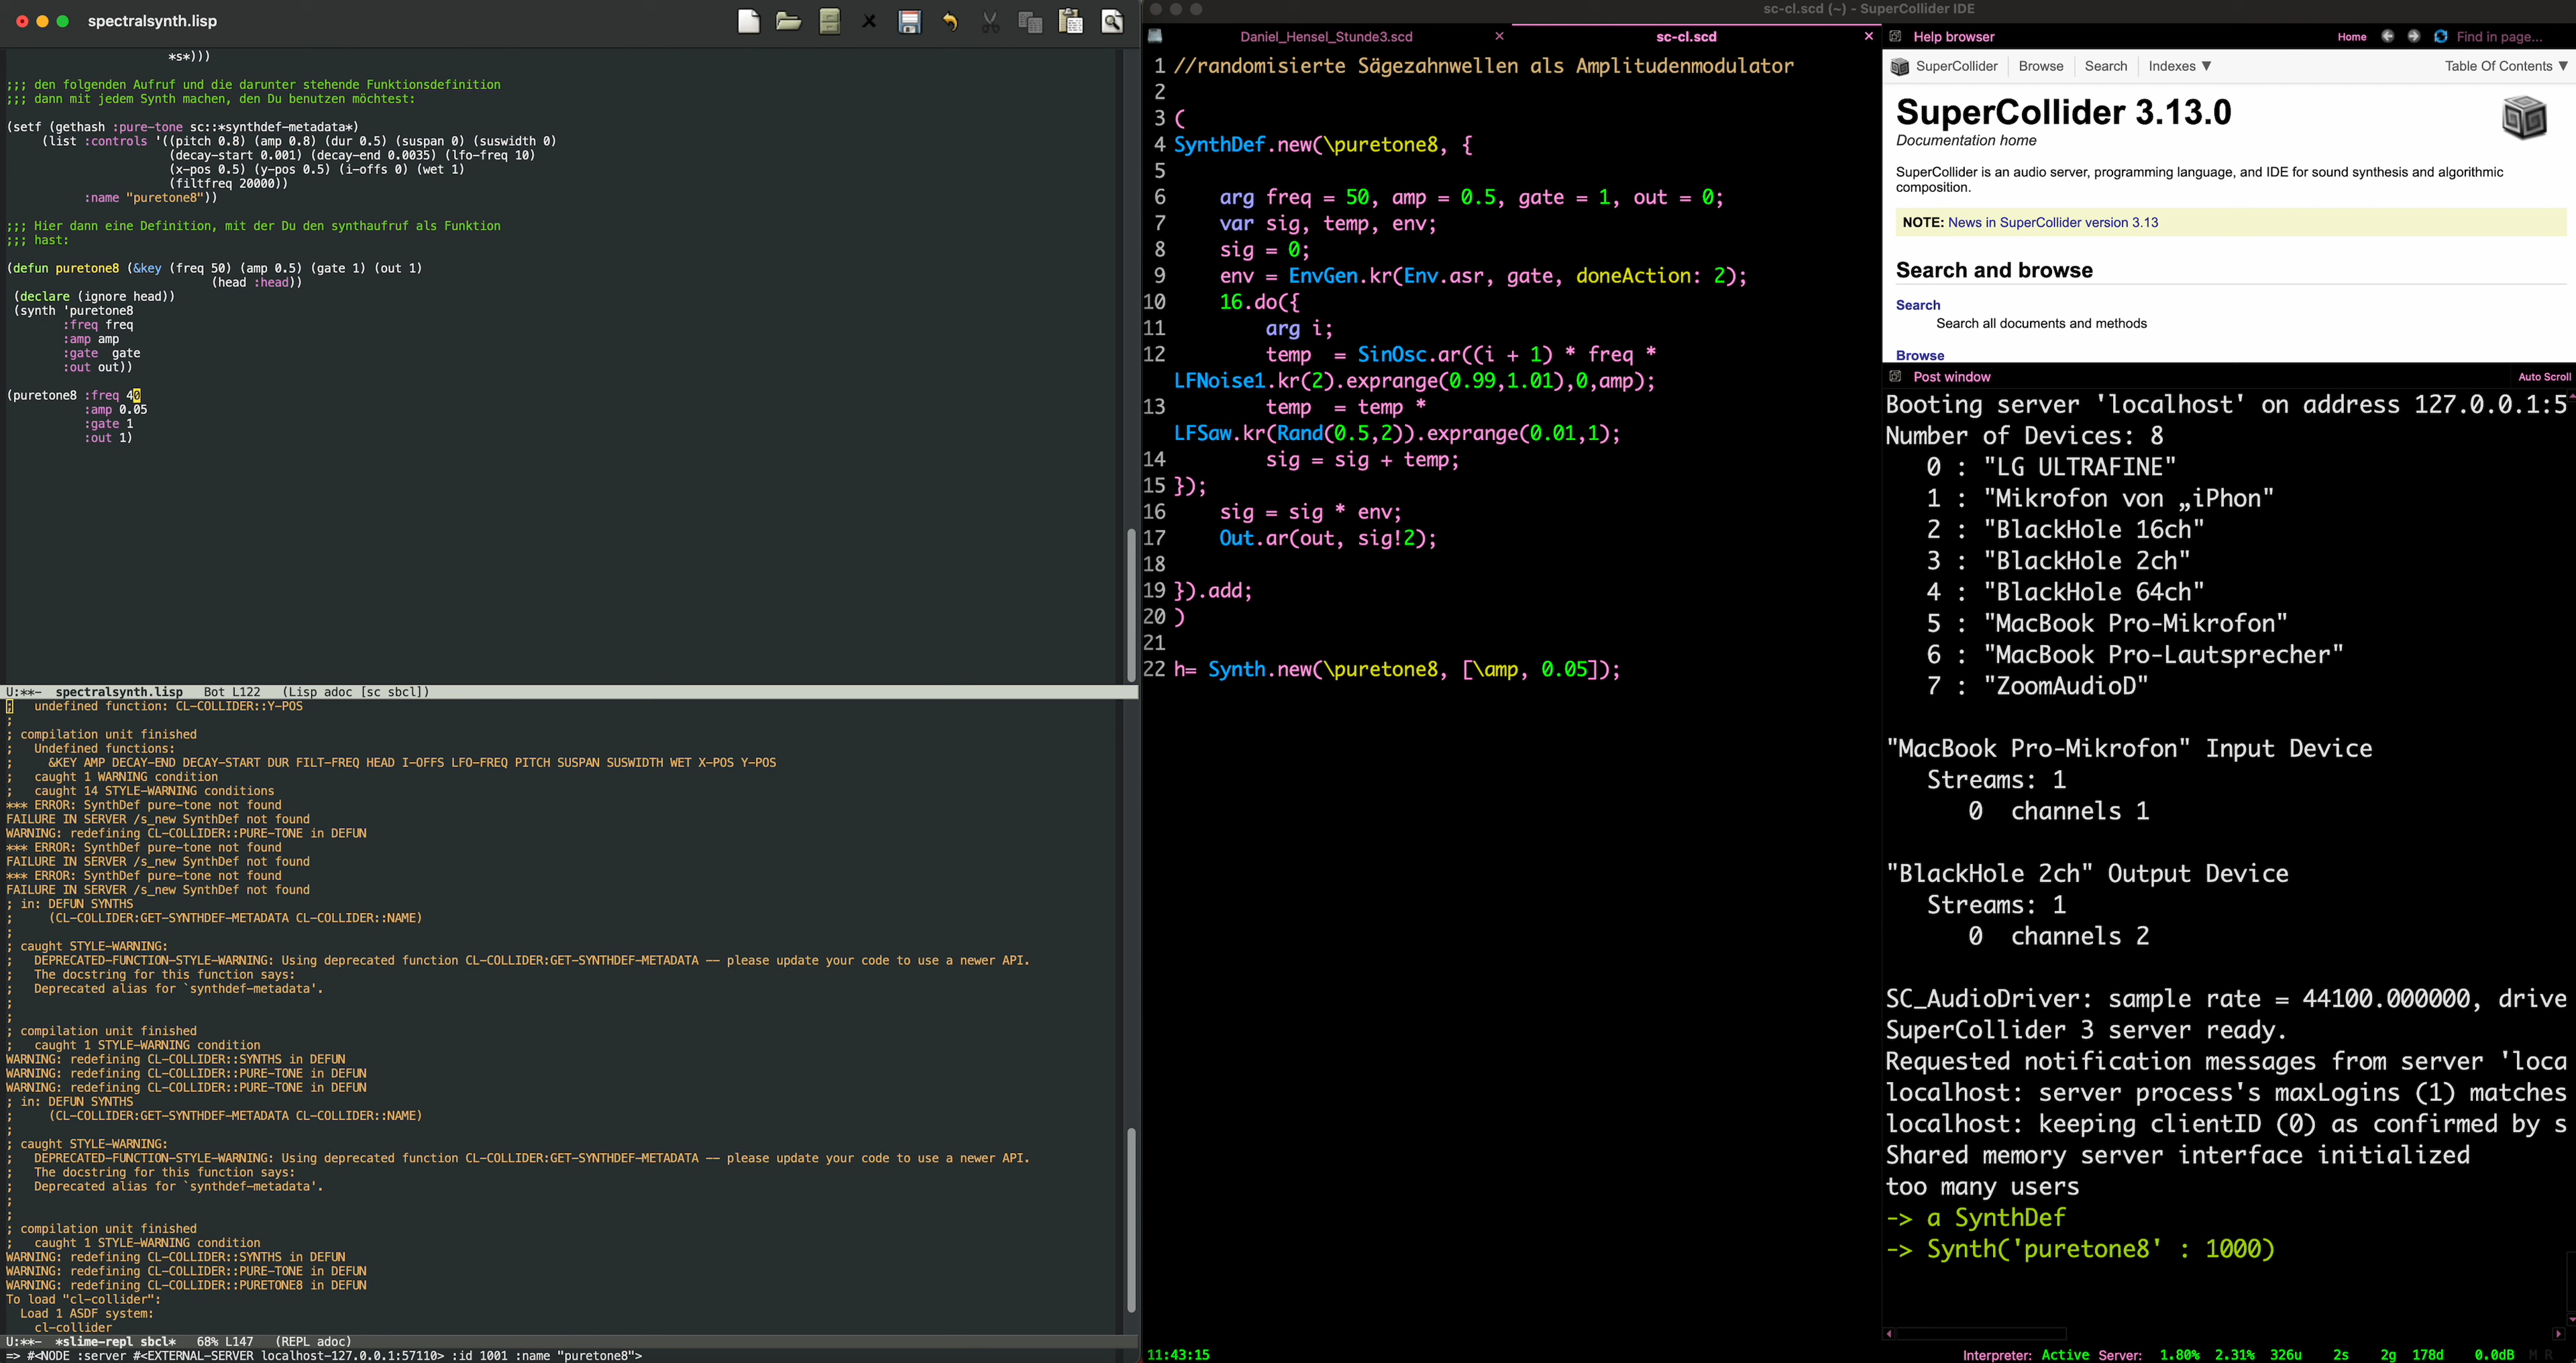 spectralsynth.lisp
*s*)))
;;; den folgenden Aufruf und die darunter stehende Funktionsdefinition
;;; dann mit jedem Synth machen, den Du benutzen möchtest:
(setf (gethash :pure-tone sc::*synthdef-metadata*)
(list :controls '((pitch 0.8) (amp 0.8) (dur 0.5) (suspan 0) (suswidth 0)
(decay-start 0.001) (decay-end 0.0035) (lfo-freq 10)
(x-pos 0.5) (y-pos 0.5) (i-offs 0) (wet 1)
(filtfreq 20000))
:name "puretone8"))
;;; Hier dann eine Definition, mit der Du den synthaufruf als Funktion
;;; hast:
(defun puretone8 (&key (freq 50) (amp 0.5) (gate 1) (out 1)
(head :head))
(declare (ignore head))
(synth 'puretone8
:freq freq
:amp amp
:gate  gate
:out out))
(puretone8 :freq 40
:amp 0.05
:gate 1
:out 1)
U:**-  spectralsynth.lisp   Bot L122   (Lisp adoc [sc sbcl])
;   undefined function: CL-COLLIDER::Y-POS
;
; compilation unit finished
;   Undefined functions:
;     &KEY AMP DECAY-END DECAY-START DUR FILT-FREQ HEAD I-OFFS LFO-FREQ PITCH SUSPAN SUSWIDTH WET X-POS Y-POS
;   caught 1 WARNING condition
;   caught 14 STYLE-WARNING conditions
*** ERROR: SynthDef pure-tone not found
FAILURE IN SERVER /s_new SynthDef not found
WARNING: redefining CL-COLLIDER::PURE-TONE in DEFUN
*** ERROR: SynthDef pure-tone not found
FAILURE IN SERVER /s_new SynthDef not found
*** ERROR: SynthDef pure-tone not found
FAILURE IN SERVER /s_new SynthDef not found
; in: DEFUN SYNTHS
;     (CL-COLLIDER:GET-SYNTHDEF-METADATA CL-COLLIDER::NAME)
;
; caught STYLE-WARNING:
;   DEPRECATED-FUNCTION-STYLE-WARNING: Using deprecated function CL-COLLIDER:GET-SYNTHDEF-METADATA -- please update your code to use a newer API.
;   The docstring for this function says:
;   Deprecated alias for `synthdef-metadata'.
;
;
; compilation unit finished
;   caught 1 STYLE-WARNING condition
WARNING: redefining CL-COLLIDER::SYNTHS in DEFUN
WARNING: redefining CL-COLLIDER::PURE-TONE in DEFUN
WARNING: redefining CL-COLLIDER::PURE-TONE in DEFUN
; in: DEFUN SYNTHS
;     (CL-COLLIDER:GET-SYNTHDEF-METADATA CL-COLLIDER::NAME)
;
; caught STYLE-WARNING:
;   DEPRECATED-FUNCTION-STYLE-WARNING: Using deprecated function CL-COLLIDER:GET-SYNTHDEF-METADATA -- please update your code to use a newer API.
;   The docstring for this function says:
;   Deprecated alias for `synthdef-metadata'.
;
;
; compilation unit finished
;   caught 1 STYLE-WARNING condition
WARNING: redefining CL-COLLIDER::SYNTHS in DEFUN
WARNING: redefining CL-COLLIDER::PURE-TONE in DEFUN
WARNING: redefining CL-COLLIDER::PURETONE8 in DEFUN
To load "cl-collider":
Load 1 ASDF system:
cl-collider
U:**-  *slime-repl sbcl*   68% L147   (REPL adoc)
=> #<NODE :server #<EXTERNAL-SERVER localhost-127.0.0.1:57110> :id 1001 :name "puretone8">
sc-cl.scd (~) - SuperCollider IDE
Daniel_Hensel_Stunde3.scd
sc-cl.scd
1 //randomisierte Sägezahnwellen als Amplitudenmodulator
2
3 (
4 SynthDef.new(\puretone8, {
5
6 arg freq = 50, amp = 0.5, gate = 1, out = 0;
7 var sig, temp, env;
8 sig = 0;
9 env = EnvGen.kr(Env.asr, gate, doneAction: 2);
10 16.do({
11 arg i;
12 temp  = SinOsc.ar((i + 1) * freq *
LFNoise1.kr(2).exprange(0.99,1.01),0,amp);
13 temp  = temp *
LFSaw.kr(Rand(0.5,2)).exprange(0.01,1);
14 sig = sig + temp;
15 });
16 sig = sig * env;
17 Out.ar(out, sig!2);
18
19 }).add;
20 )
21
22 h= Synth.new(\puretone8, [\amp, 0.05]);
11:43:15
Help browser
Home
Find in page...
SuperCollider
Browse
Search
Indexes ▼
Table Of Contents ▼
SuperCollider 3.13.0
Documentation home
SuperCollider is an audio server, programming language, and IDE for sound synthesis and algorithmic
composition.
NOTE: News in SuperCollider version 3.13
Search and browse
Search
Search all documents and methods
Browse
Post window
Auto Scroll
Booting server 'localhost' on address 127.0.0.1:5
Number of Devices: 8
0 : "LG ULTRAFINE"
1 : "Mikrofon von „iPhon"
2 : "BlackHole 16ch"
3 : "BlackHole 2ch"
4 : "BlackHole 64ch"
5 : "MacBook Pro-Mikrofon"
6 : "MacBook Pro-Lautsprecher"
7 : "ZoomAudioD"
"MacBook Pro-Mikrofon" Input Device
Streams: 1
0  channels 1
"BlackHole 2ch" Output Device
Streams: 1
0  channels 2
SC_AudioDriver: sample rate = 44100.000000, drive
SuperCollider 3 server ready.
Requested notification messages from server 'loca
localhost: server process's maxLogins (1) matches
localhost: keeping clientID (0) as confirmed by s
Shared memory server interface initialized
too many users
-> a SynthDef
-> Synth('puretone8' : 1000)
Interpreter: Active Server: 1.80% 2.31% 326u 2s 2g 178d 0.0dB M R